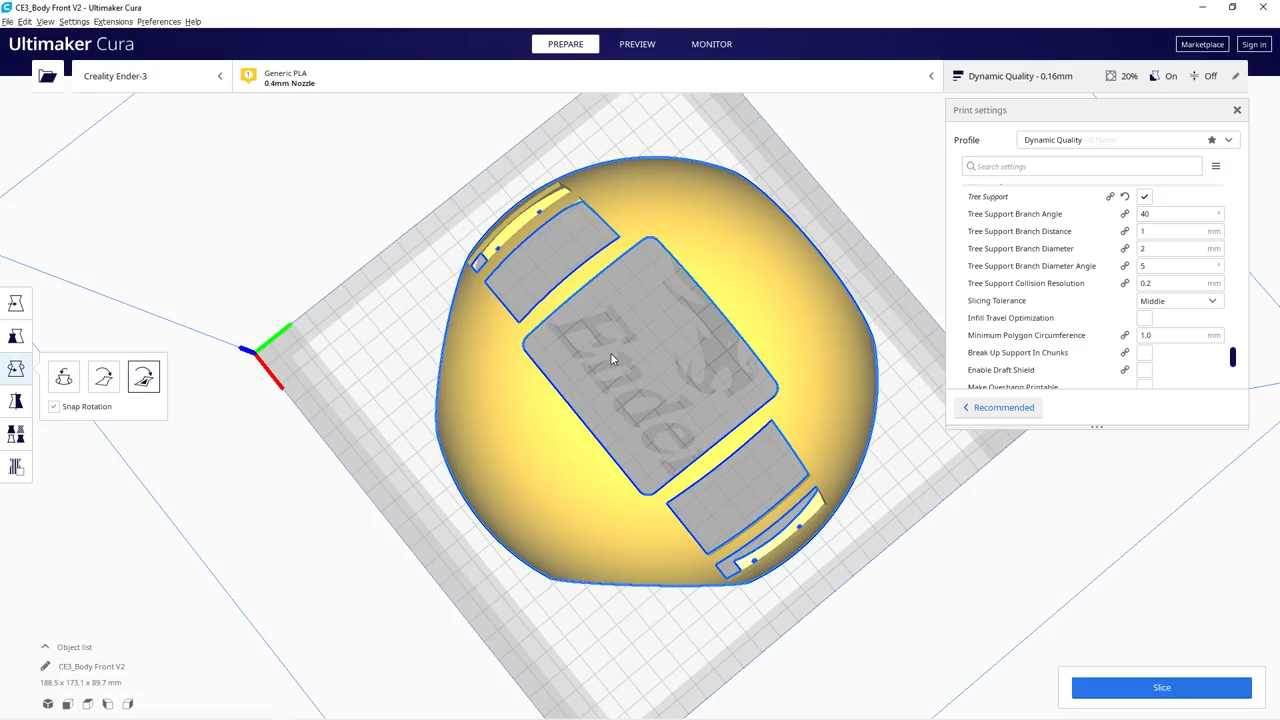 CE3_Body Front V2 - Ultimaker Cura
File Edit View Settings Extensions Preferences Help
Ultimaker Cura
PREPARE PREVIEW MONITOR
Marketplace Sign in
Creality Ender-3
Generic PLA
0.4mm Nozzle
Dynamic Quality - 0.16mm 20% On Off
Print settings
Profile Dynamic Quality 0.16mm
Search settings
Tree Support
Tree Support Branch Angle 40 °
Tree Support Branch Distance 1 mm
Tree Support Branch Diameter 2 mm
Tree Support Branch Diameter Angle 5 °
Tree Support Collision Resolution 0.2 mm
Slicing Tolerance Middle
Infill Travel Optimization
Minimum Polygon Circumference 1.0 mm
Break Up Support In Chunks
Enable Draft Shield
Make Overhang Printable
Recommended
Snap Rotation
Ender
Object list
CE3_Body Front V2
188.5 x 173.1 x 89.7 mm
Slice